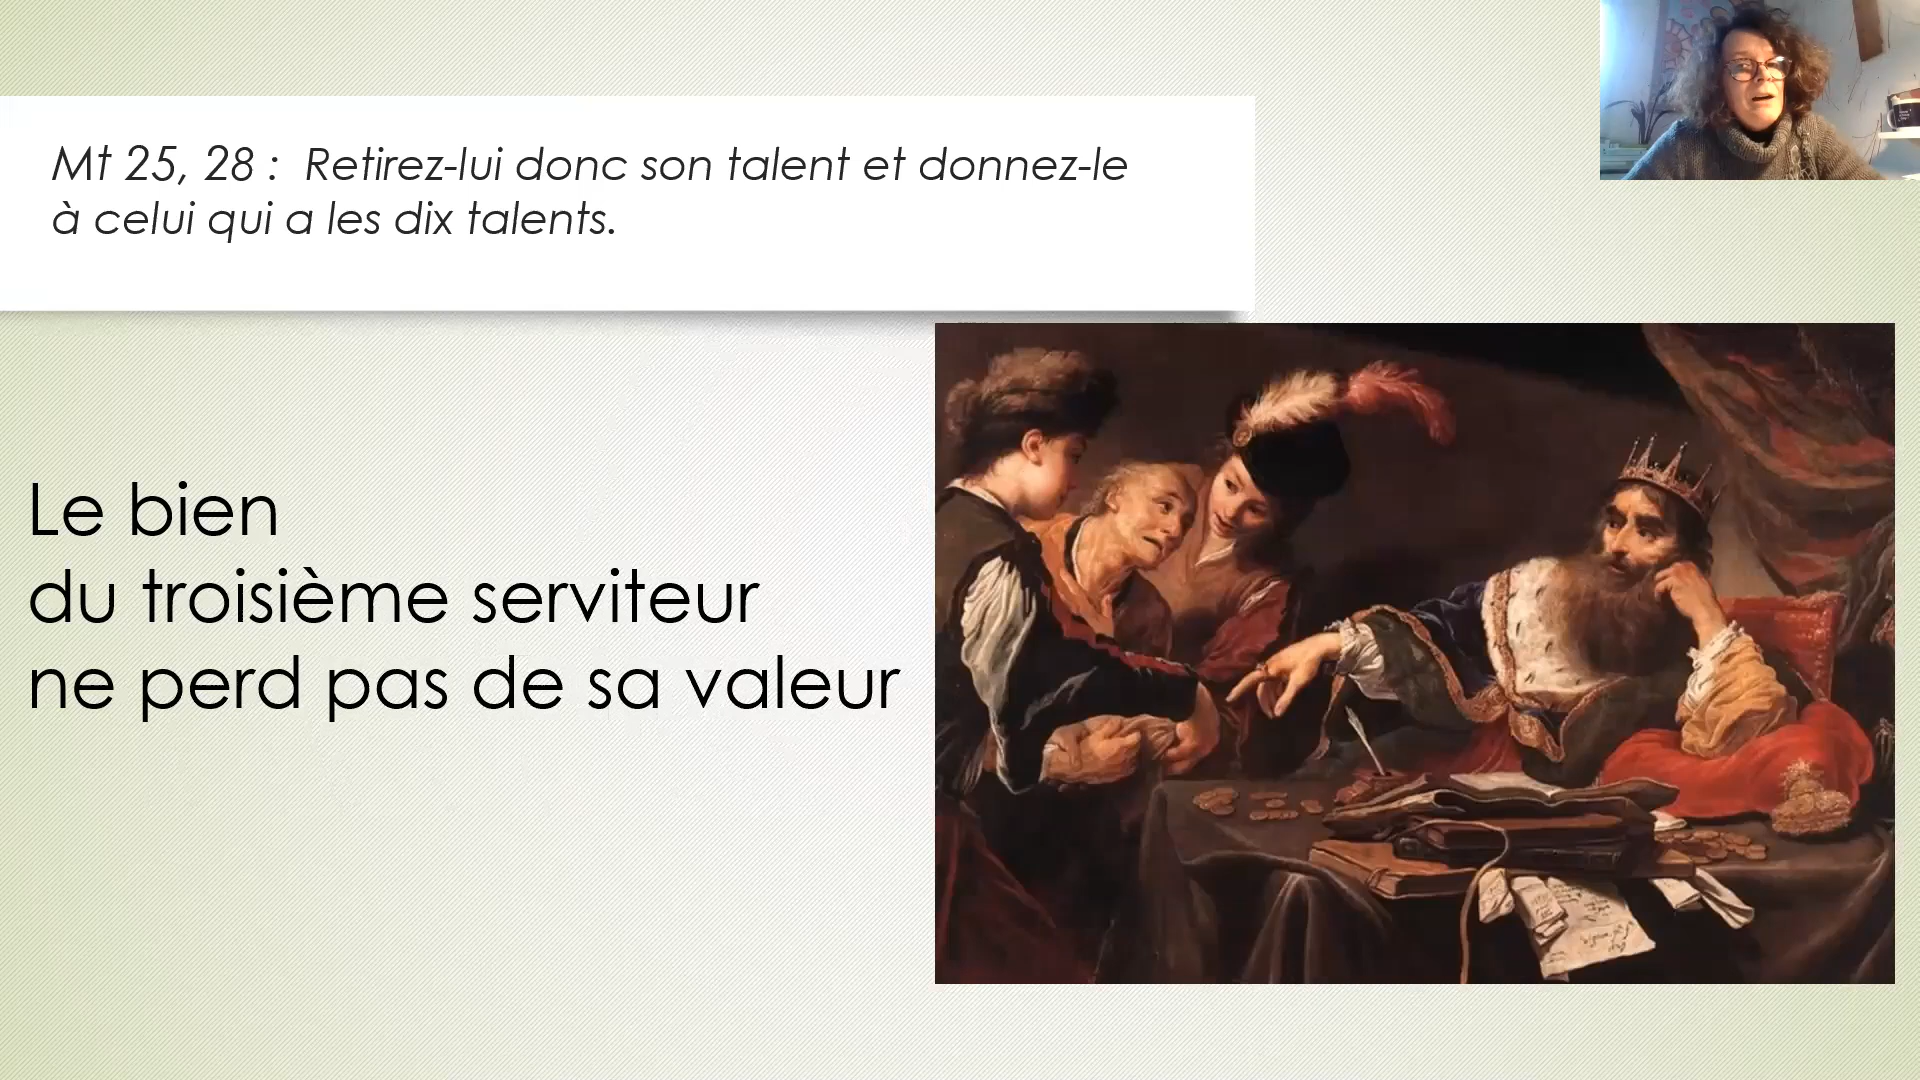 Mt 25, 28 : Retirez-lui donc son talent et donnez-le
à celui qui a les dix talents.
Le bien
du troisième serviteur
ne perd pas de sa valeur